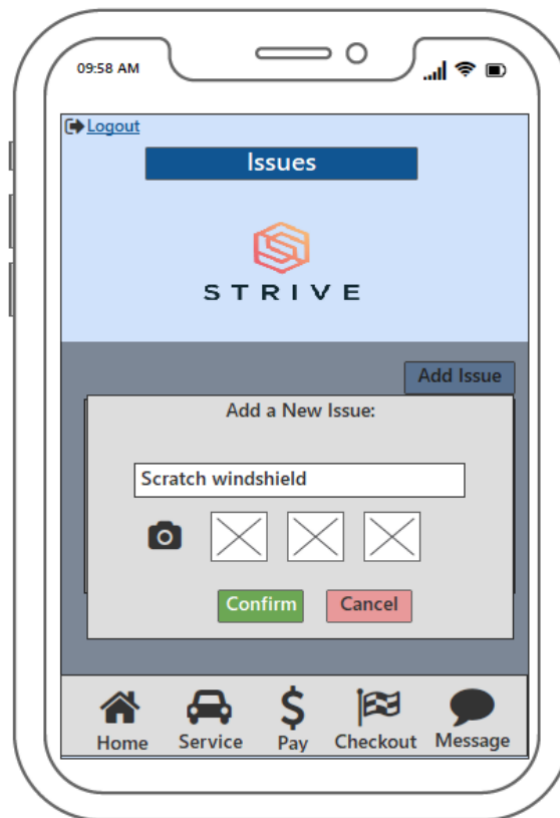 09:58 AM
Logout
Issues
STRIVE
Add Issue
Add a New Issue:
Scratch windshield
Confirm Cancel
Home Service Pay Checkout Message